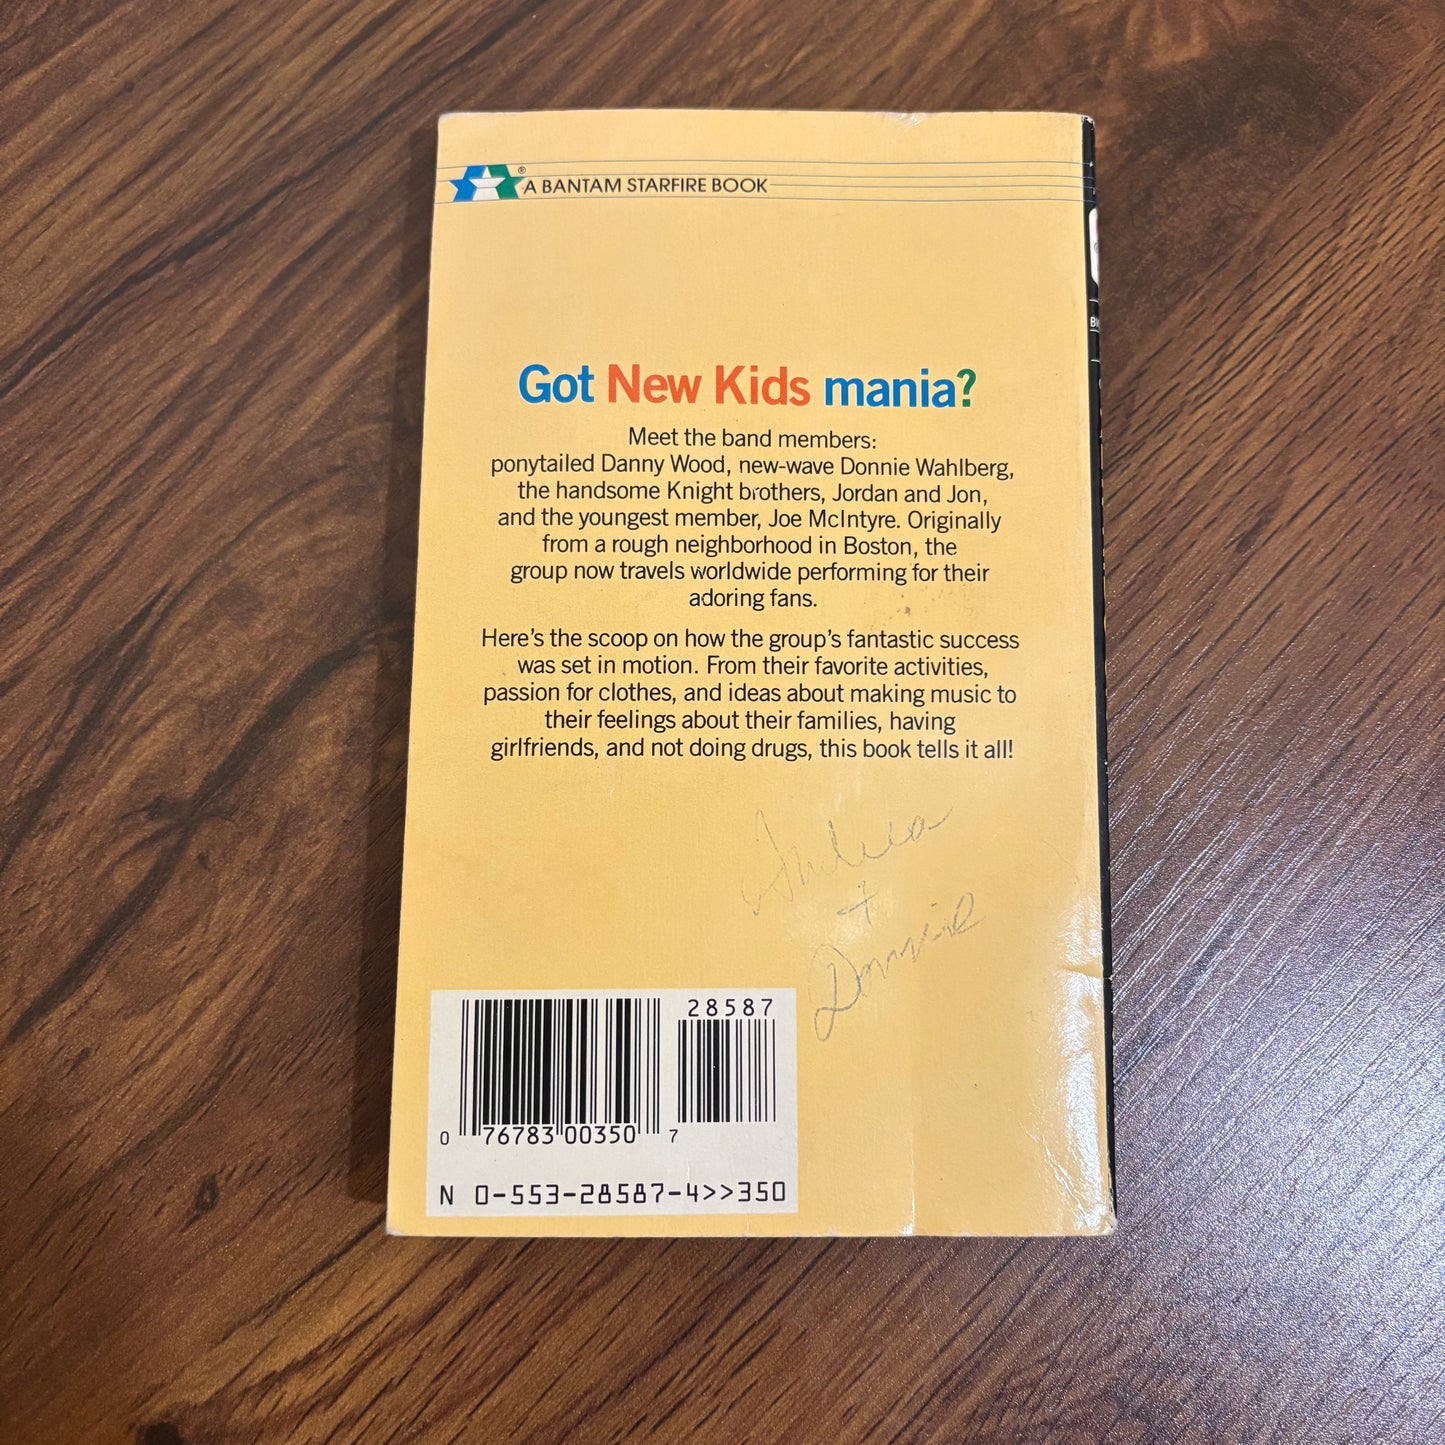 ® A BANTAM STARFIRE BOOK
Got New Kids mania?
Meet the band members:
ponytailed Danny Wood, new-wave Donnie Wahlberg,
the handsome Knight brothers, Jordan and Jon,
and the youngest member, Joe McIntyre. Originally
from a rough neighborhood in Boston, the
group now travels worldwide performing for their
adoring fans.
Here's the scoop on how the group's fantastic success
was set in motion. From their favorite activities,
passion for clothes, and ideas about making music to
their feelings about their families, having
girlfriends, and not doing drugs, this book tells it all!
+
Donnie
28587
0 76783 00350 7
N 0-553-28587-4>>350